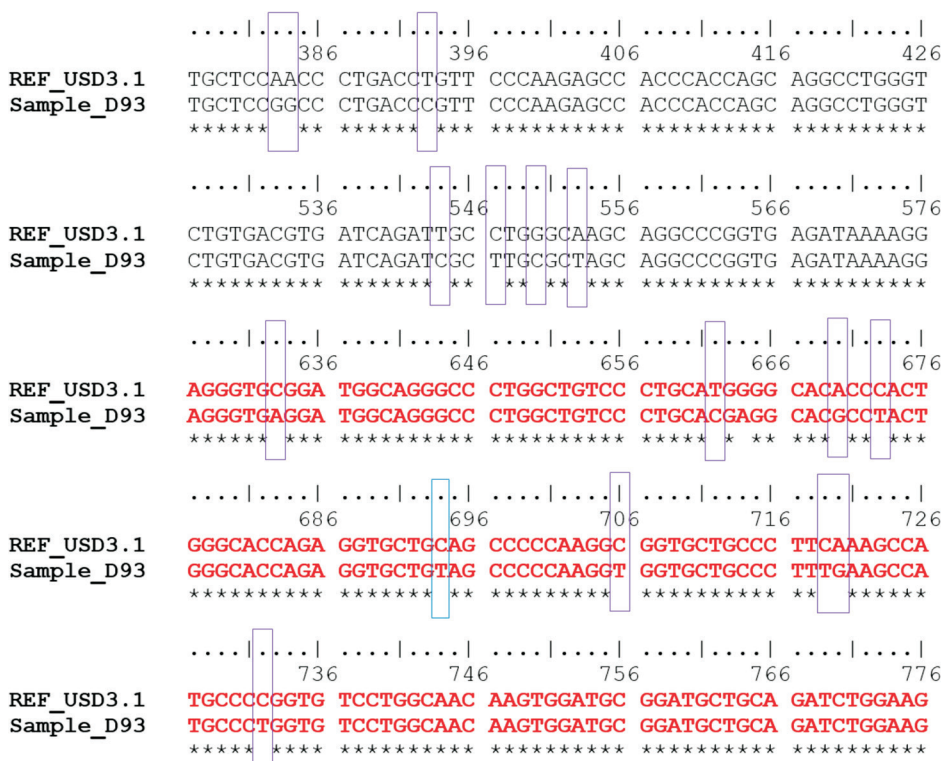 ....|....| ....|....| ....|....| ....|....| ....|....|
386 396 406 416 426
REF_USD3.1 TGCTCCAACC CTGACCTGTT CCCAAGAGCC ACCCACCAGC AGGCCTGGGT
Sample_D93 TGCTCCGGCC CTGACCCGTT CCCAAGAGCC ACCCACCAGC AGGCCTGGGT
******  ** ****** *** ********** ********** **********
....|....| ....|....| ....|....| ....|....| ....|....|
536 546 556 566 576
REF_USD3.1 CTGTGACGTG ATCAGATTGC CTGGGCAAGC AGGCCCGGTG AGATAAAAGG
Sample_D93 CTGTGACGTG ATCAGATCGC TTGCGCTAGC AGGCCCGGTG AGATAAAAGG
********** ******* **  ** ** *** ********** **********
....|....| ....|....| ....|....| ....|....| ....|....|
636 646 656 666 676
REF_USD3.1 AGGGTGCGGA TGGCAGGGCC CTGGCTGTCC CTGCATGGGG CACACCCACT
Sample_D93 AGGGTGAGGA TGGCAGGGCC CTGGCTGTCC CTGCACGAGG CACGCCTACT
****** *** ********** ********** ***** * ** *** ** ***
....|....| ....|....| ....|....| ....|....| ....|....|
686 696 706 716 726
REF_USD3.1 GGGCACCAGA GGTGCTGCAG CCCCCAAGGC GGTGCTGCCC TTCAAAGCCA
Sample_D93 GGGCACCAGA GGTGCTGTAG CCCCCAAGGT GGTGCTGCCC TTTGAAGCCA
********** ******* ** *********  ********** **  ******
....|....| ....|....| ....|....| ....|....| ....|....|
736 746 756 766 776
REF_USD3.1 TGCCCCGGTG TCCTGGCAAC AAGTGGATGC GGATGCTGCA GATCTGGAAG
Sample_D93 TGCCCTGGTG TCCTGGCAAC AAGTGGATGC GGATGCTGCA GATCTGGAAG
***** **** ********** ********** ********** **********